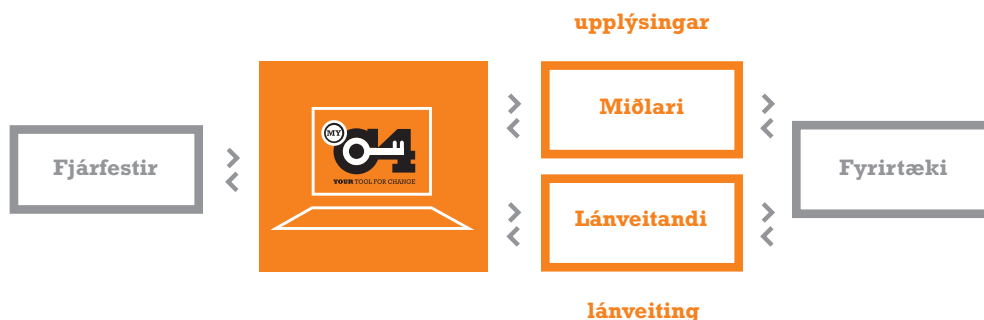 upplýsingar
Fjárfestir
MY
C4
YOUR TOOL FOR CHANGE
Miðlari
Lánveitandi
Fyrirtæki
lánveiting